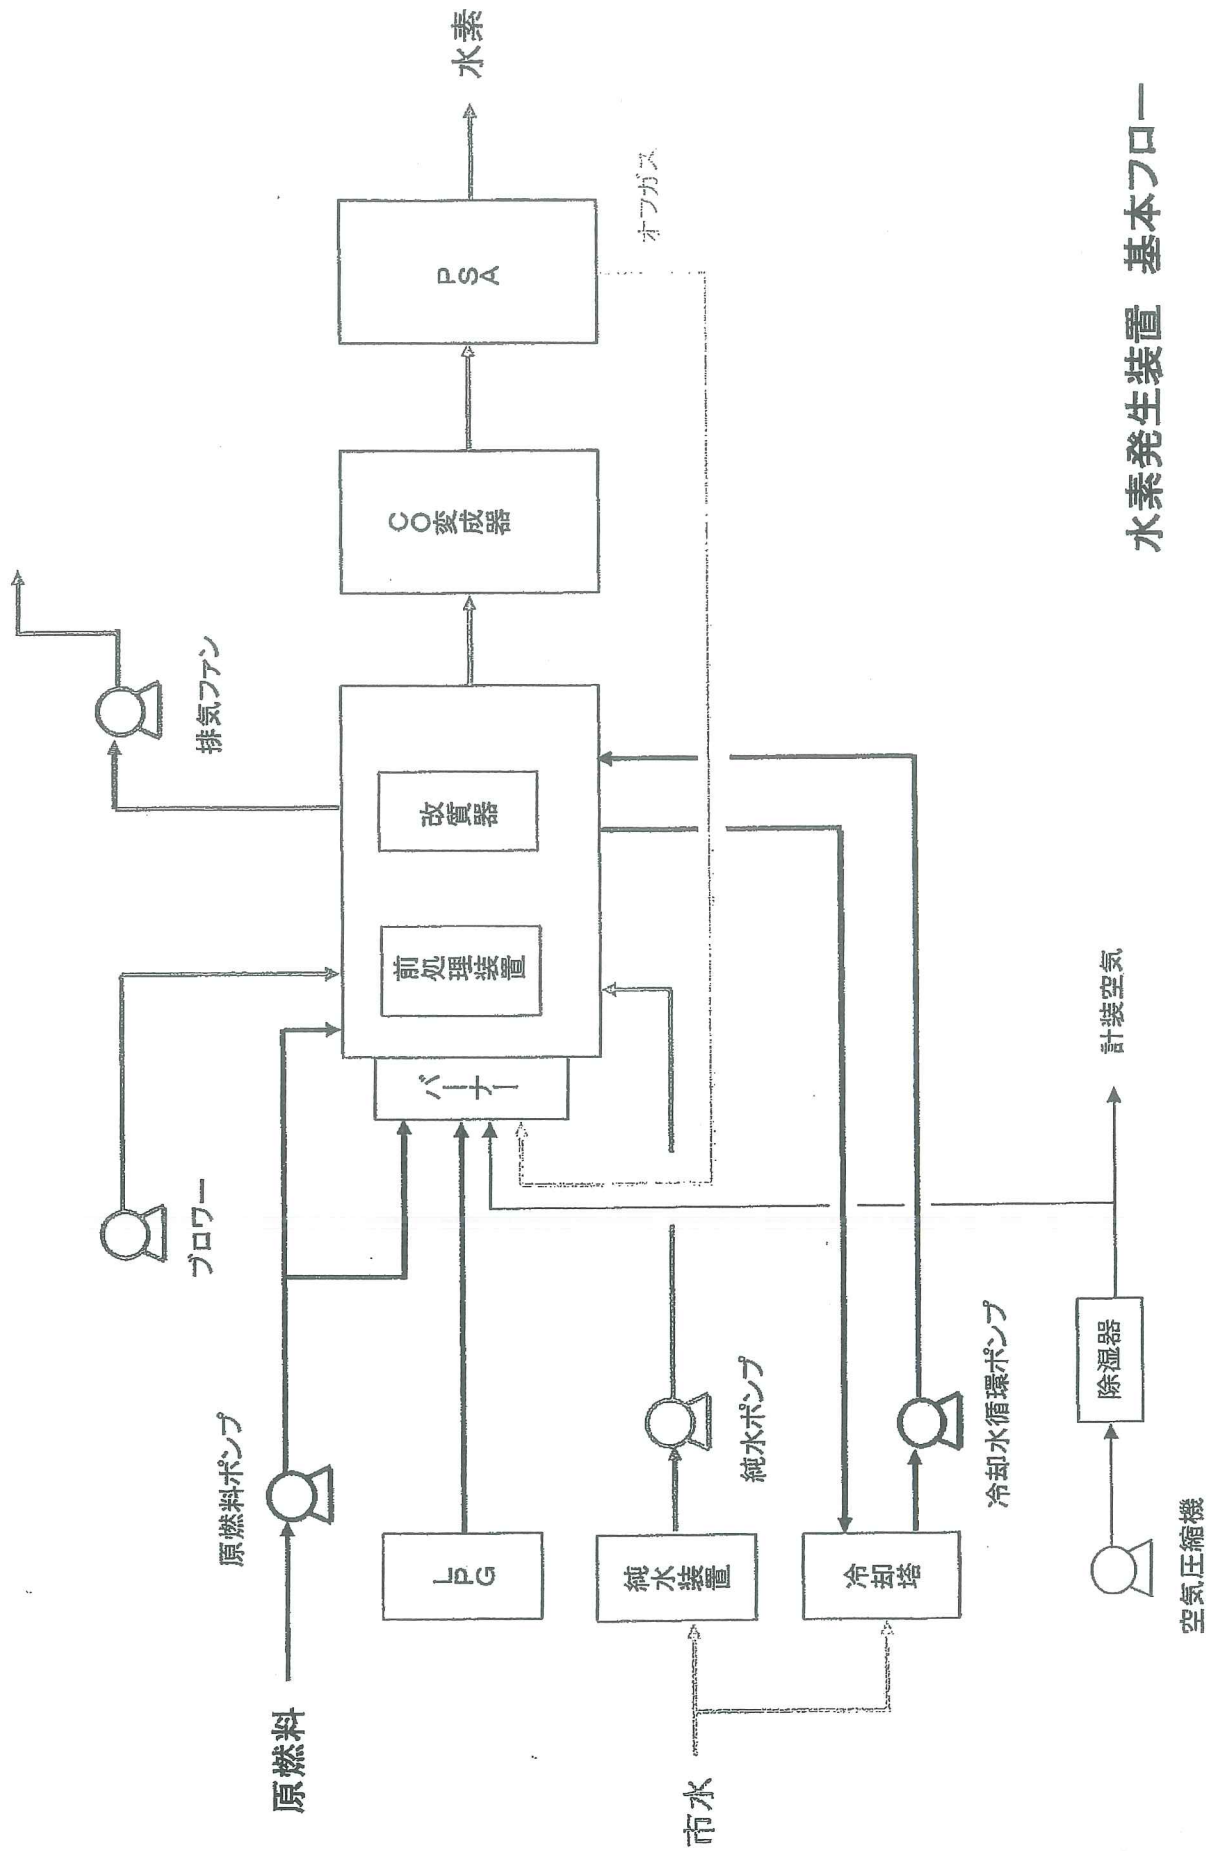 原燃料
原燃料ポンプ
ブロワー
排気ファン
LPG
バーナー
前処理装置
改質器
CO変成器
PSA
水素
オフガス
市水
純水装置
純水ポンプ
冷却塔
冷却水循環ポンプ
空気圧縮機
除湿器
計装空気
水素発生装置 基本フロー